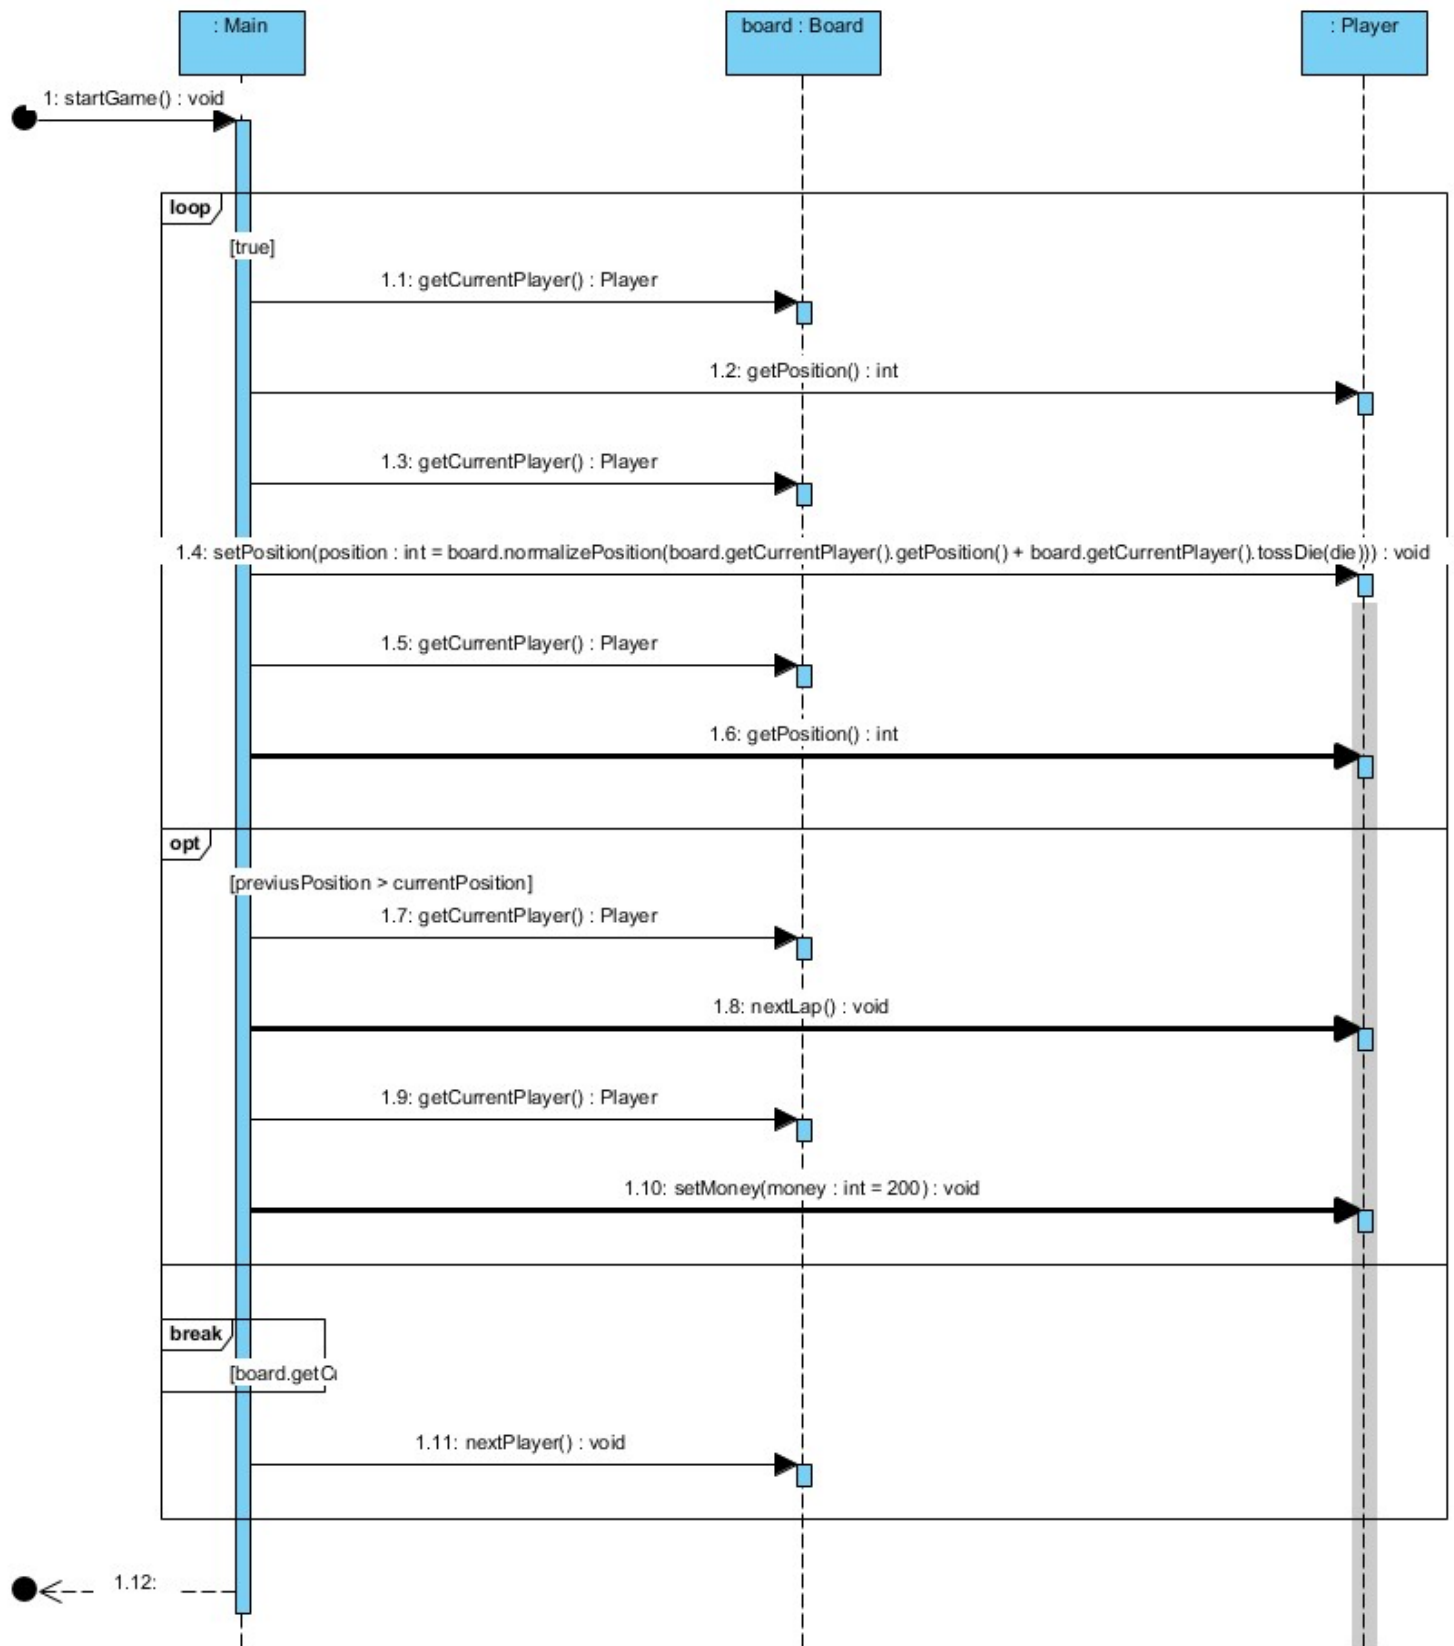 : Main
board : Board
: Player
1: startGame() : void
loop
[true]
1.1: getCurrentPlayer() : Player
1.2: getPosition() : int
1.3: getCurrentPlayer() : Player
1.4: setPosition(position : int = board.normalizePosition(board.getCurrentPlayer().getPosition() + board.getCurrentPlayer().tossDie(die))) : void
1.5: getCurrentPlayer() : Player
1.6: getPosition() : int
opt
[previusPosition > currentPosition]
1.7: getCurrentPlayer() : Player
1.8: nextLap() : void
1.9: getCurrentPlayer() : Player
1.10: setMoney(money : int = 200) : void
break
[board.getC
1.11: nextPlayer() : void
1.12: